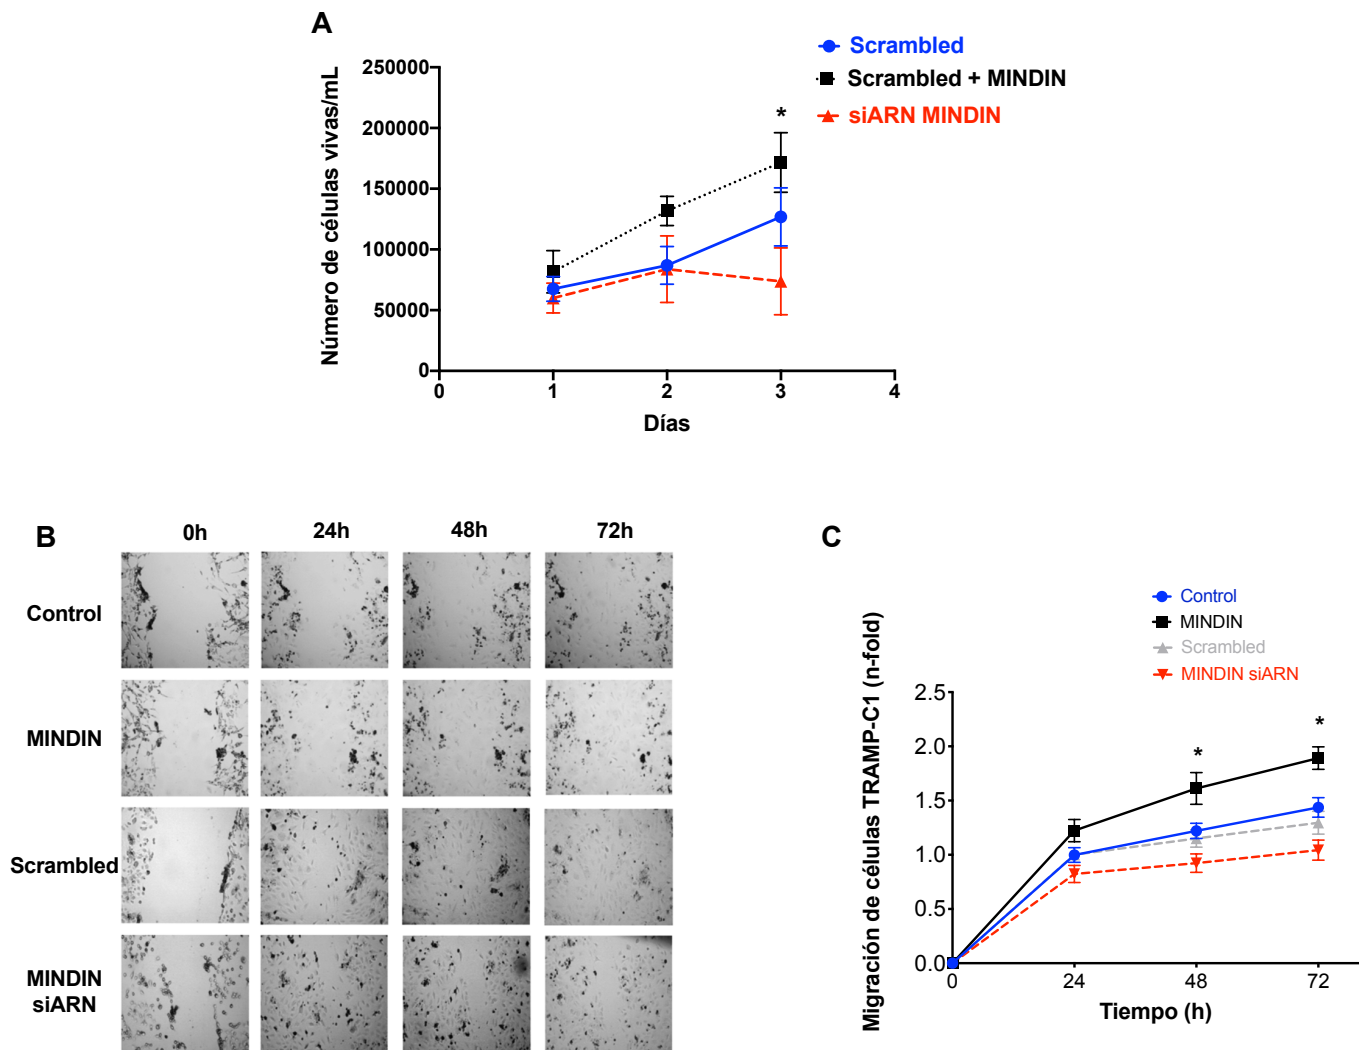 A
Scrambled
Scrambled + MINDIN
siARN MINDIN
Número de células vivas/mL
250000
200000
150000
100000
50000
0
*
0 1 2 3 4
Días
B
0h 24h 48h 72h
Control
MINDIN
Scrambled
MINDIN
siARN
C
Control
MINDIN
Scrambled
MINDIN siARN
Migración de células TRAMP-C1 (n-fold)
2.5
2.0
1.5
1.0
0.5
0.0
* *
0 24 48 72
Tiempo (h)